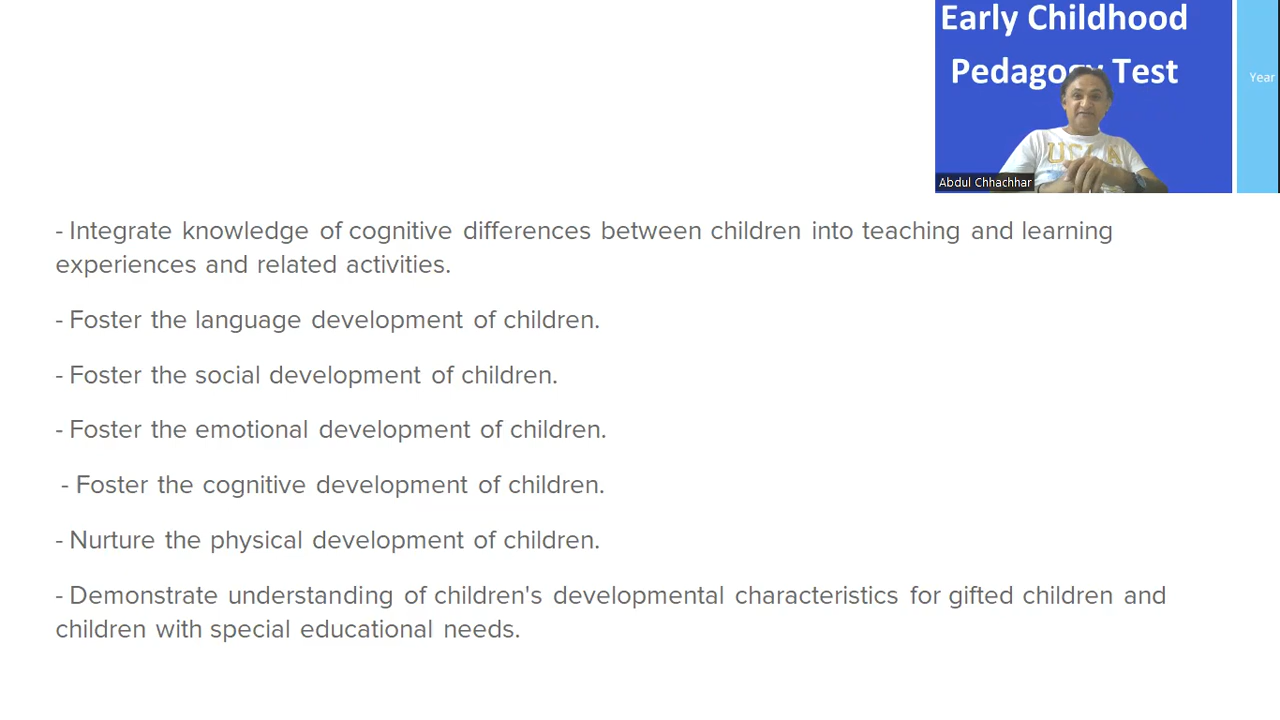 Early Childhood
Pedagogy Test
Year
Abdul Chhachhar
- Integrate knowledge of cognitive differences between children into teaching and learning
experiences and related activities.
- Foster the language development of children.
- Foster the social development of children.
- Foster the emotional development of children.
- Foster the cognitive development of children.
- Nurture the physical development of children.
- Demonstrate understanding of children's developmental characteristics for gifted children and
children with special educational needs.